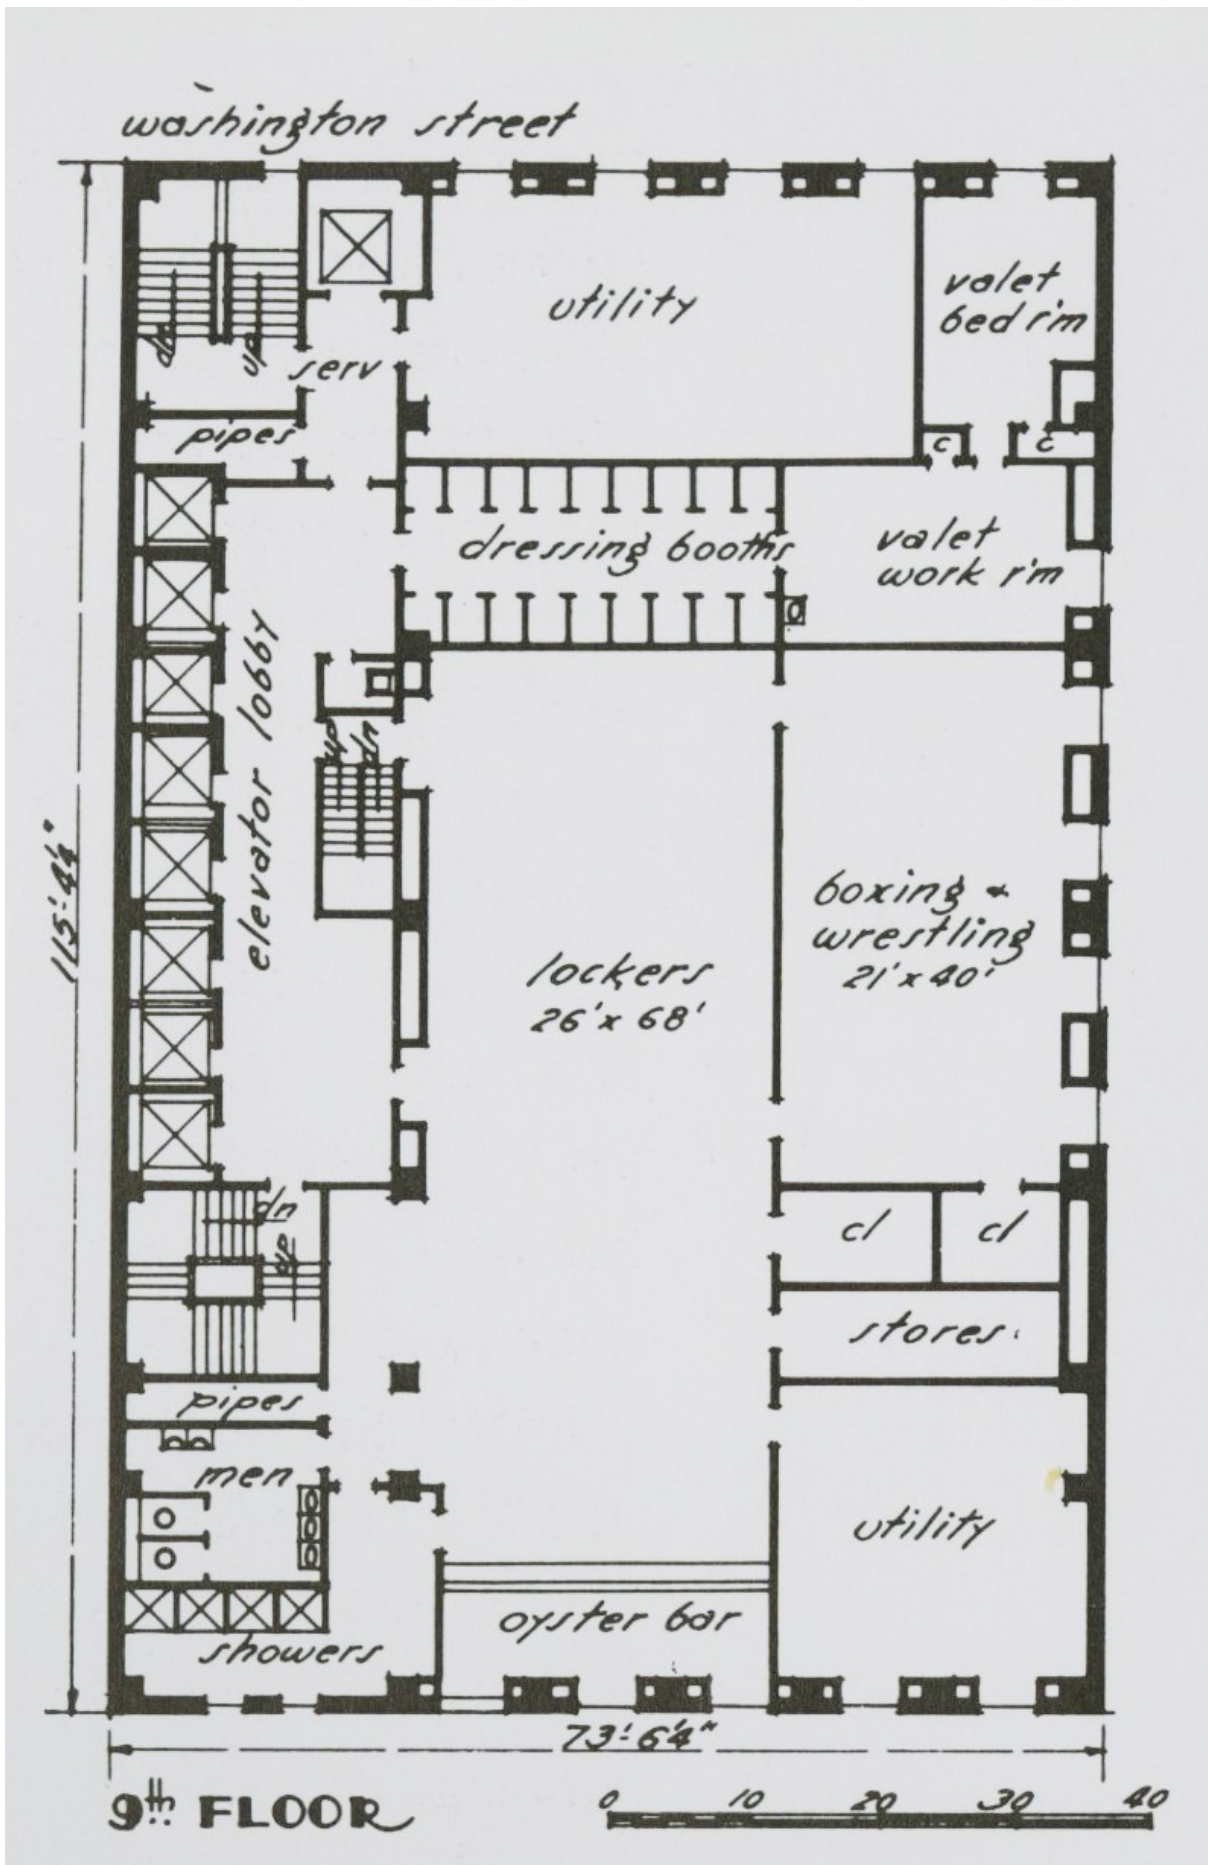 washington street
utility
valet
bed r'm
dn
up
serv
pipes
c
c
dressing booths
valet
work r'm
elevator lobby
up
dn
115'-4¼"
boxing &
wrestling
21' x 40'
lockers
26' x 68'
dn
up
cl
cl
stores
pipes
men
utility
oyster bar
showers
73'-6¼"
9th FLOOR
0 10 20 30 40